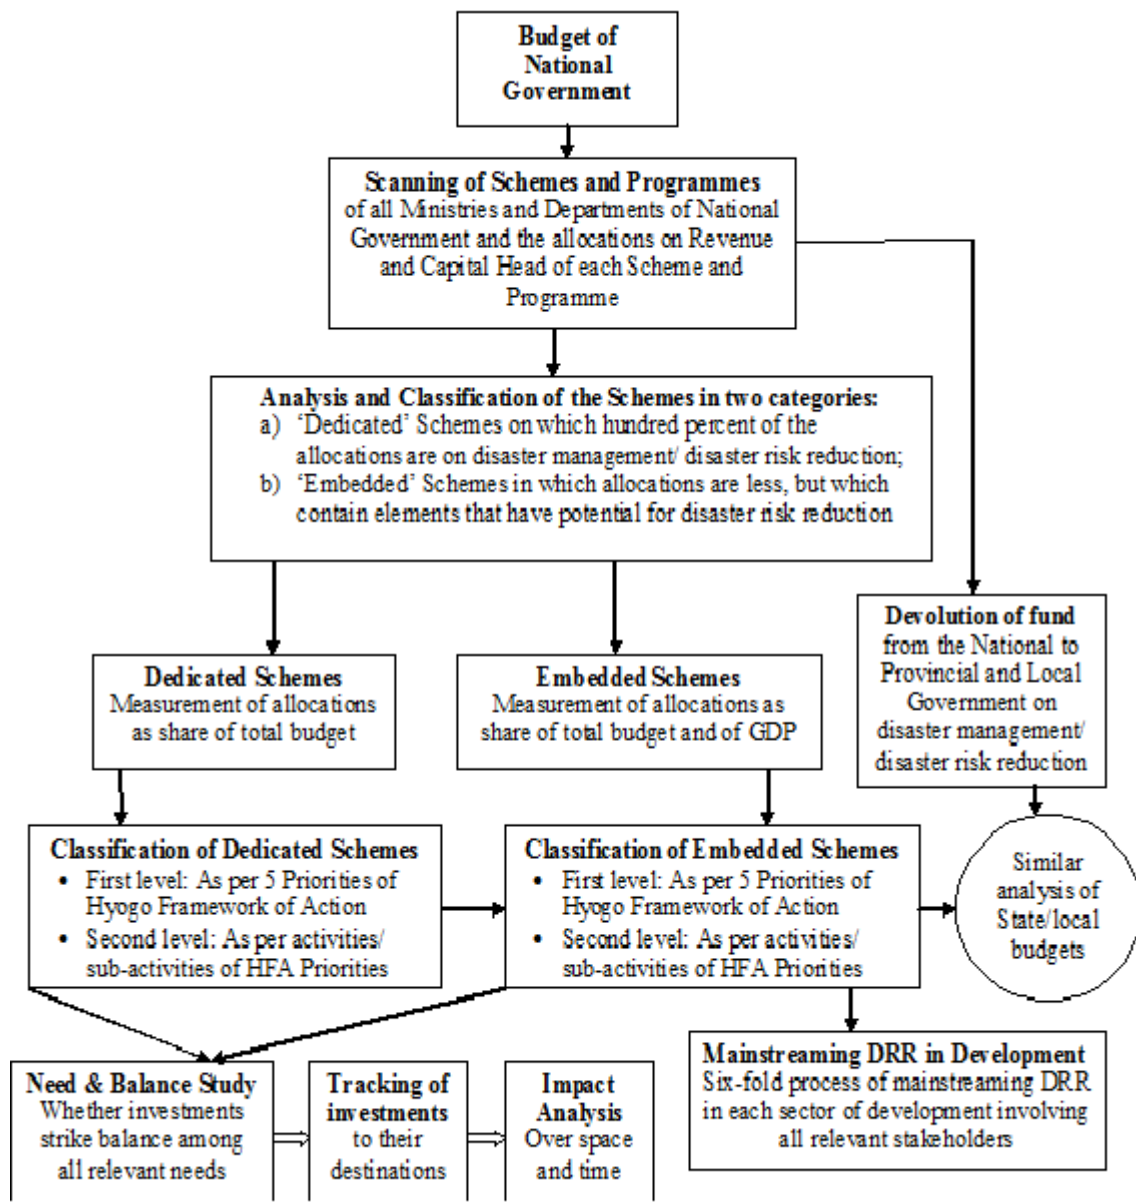 Budget of
National
Government
Scanning of Schemes and Programmes
of all Ministries and Departments of National
Government and the allocations on Revenue
and Capital Head of each Scheme and
Programme
Analysis and Classification of the Schemes in two categories:
a) ‘Dedicated’ Schemes on which hundred percent of the
allocations are on disaster management/ disaster risk reduction;
b) ‘Embedded’ Schemes in which allocations are less, but which
contain elements that have potential for disaster risk reduction
Devolution of fund
from the National to
Provincial and Local
Government on
disaster management/
disaster risk reduction
Dedicated Schemes
Measurement of allocations
as share of total budget
Embedded Schemes
Measurement of allocations as
share of total budget and of GDP
Classification of Dedicated Schemes
• First level: As per 5 Priorities of
Hyogo Framework of Action
• Second level: As per activities/
sub-activities of HFA Priorities
Classification of Embedded Schemes
• First level: As per 5 Priorities of
Hyogo Framework of Action
• Second level: As per activities/
sub-activities of HFA Priorities
Similar
analysis of
State/local
budgets
Need & Balance Study
Whether investments
strike balance among
all relevant needs
Tracking of
investments
to their
destinations
Impact
Analysis
Over space
and time
Mainstreaming DRR in Development
Six-fold process of mainstreaming DRR
in each sector of development involving
all relevant stakeholders